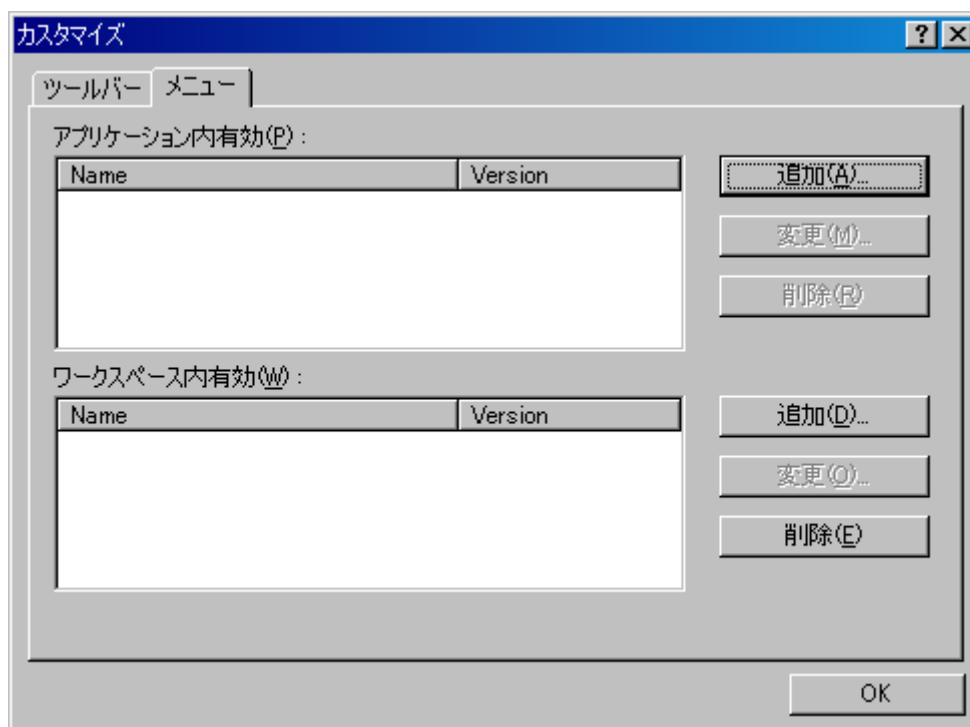 カスタマイズ
ツールバー メニュー
アプリケーション内有効(P) :
Name Version
追加(A)...
変更(M)...
削除(R)
ワークスペース内有効(W) :
Name Version
追加(D)...
変更(O)...
削除(E)
OK